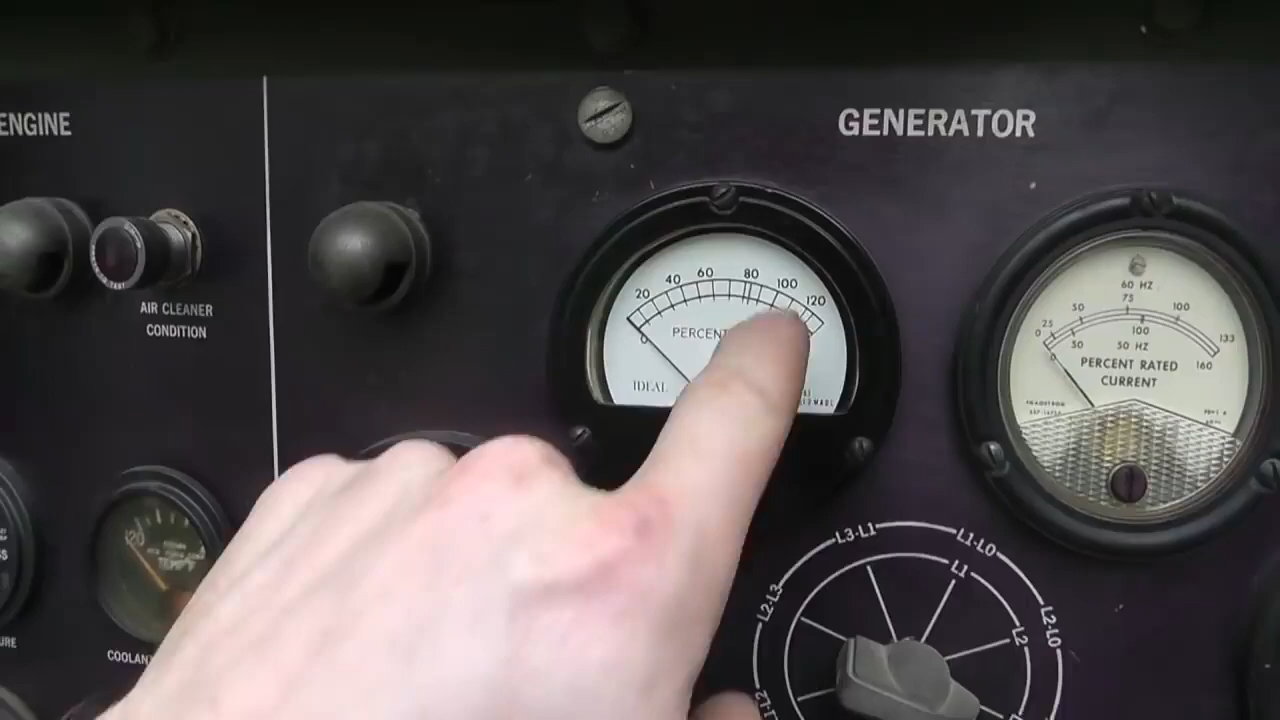 ENGINE
GENERATOR
AIR CLEANER
CONDITION
20 40 60 80 100 120
0
PERCENT
IDEAL
60 HZ
0 25 50 75 100 133
0 50 100 160
50 HZ
PERCENT RATED
CURRENT
L3-L1
L1-L0
L2-L3
L1
L2-L0
L2
COOLANT